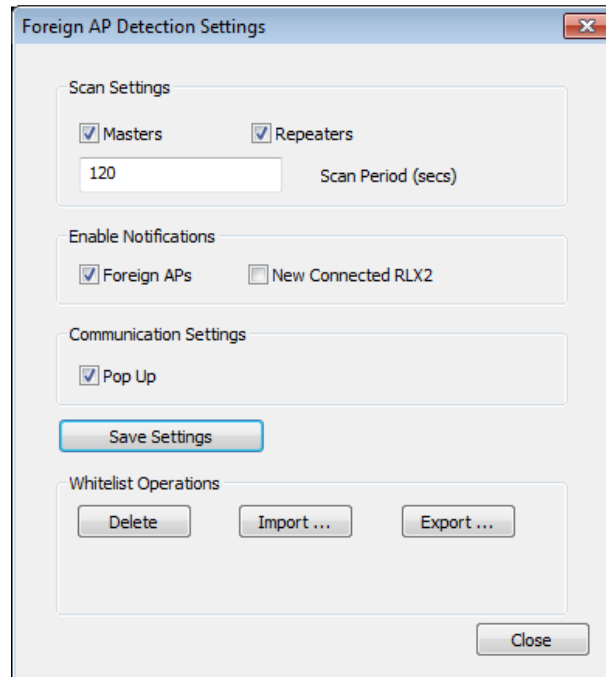 Foreign AP Detection Settings
Scan Settings
Masters Repeaters
120 Scan Period (secs)
Enable Notifications
Foreign APs New Connected RLX2
Communication Settings
Pop Up
Save Settings
Whitelist Operations
Delete Import ... Export ...
Close